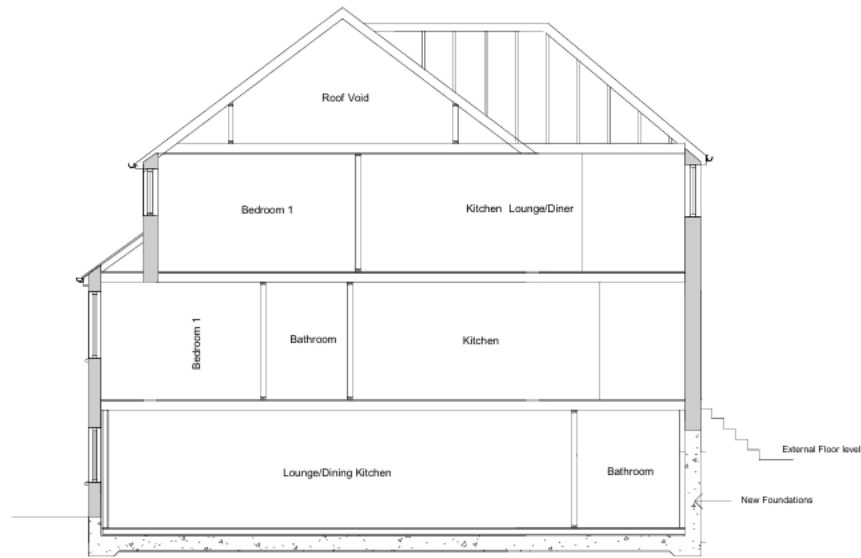 Roof Void
Bedroom 1
Kitchen Lounge/Diner
Bedroom 1
Bathroom
Kitchen
External Floor level
Lounge/Dining Kitchen
Bathroom
New Foundations